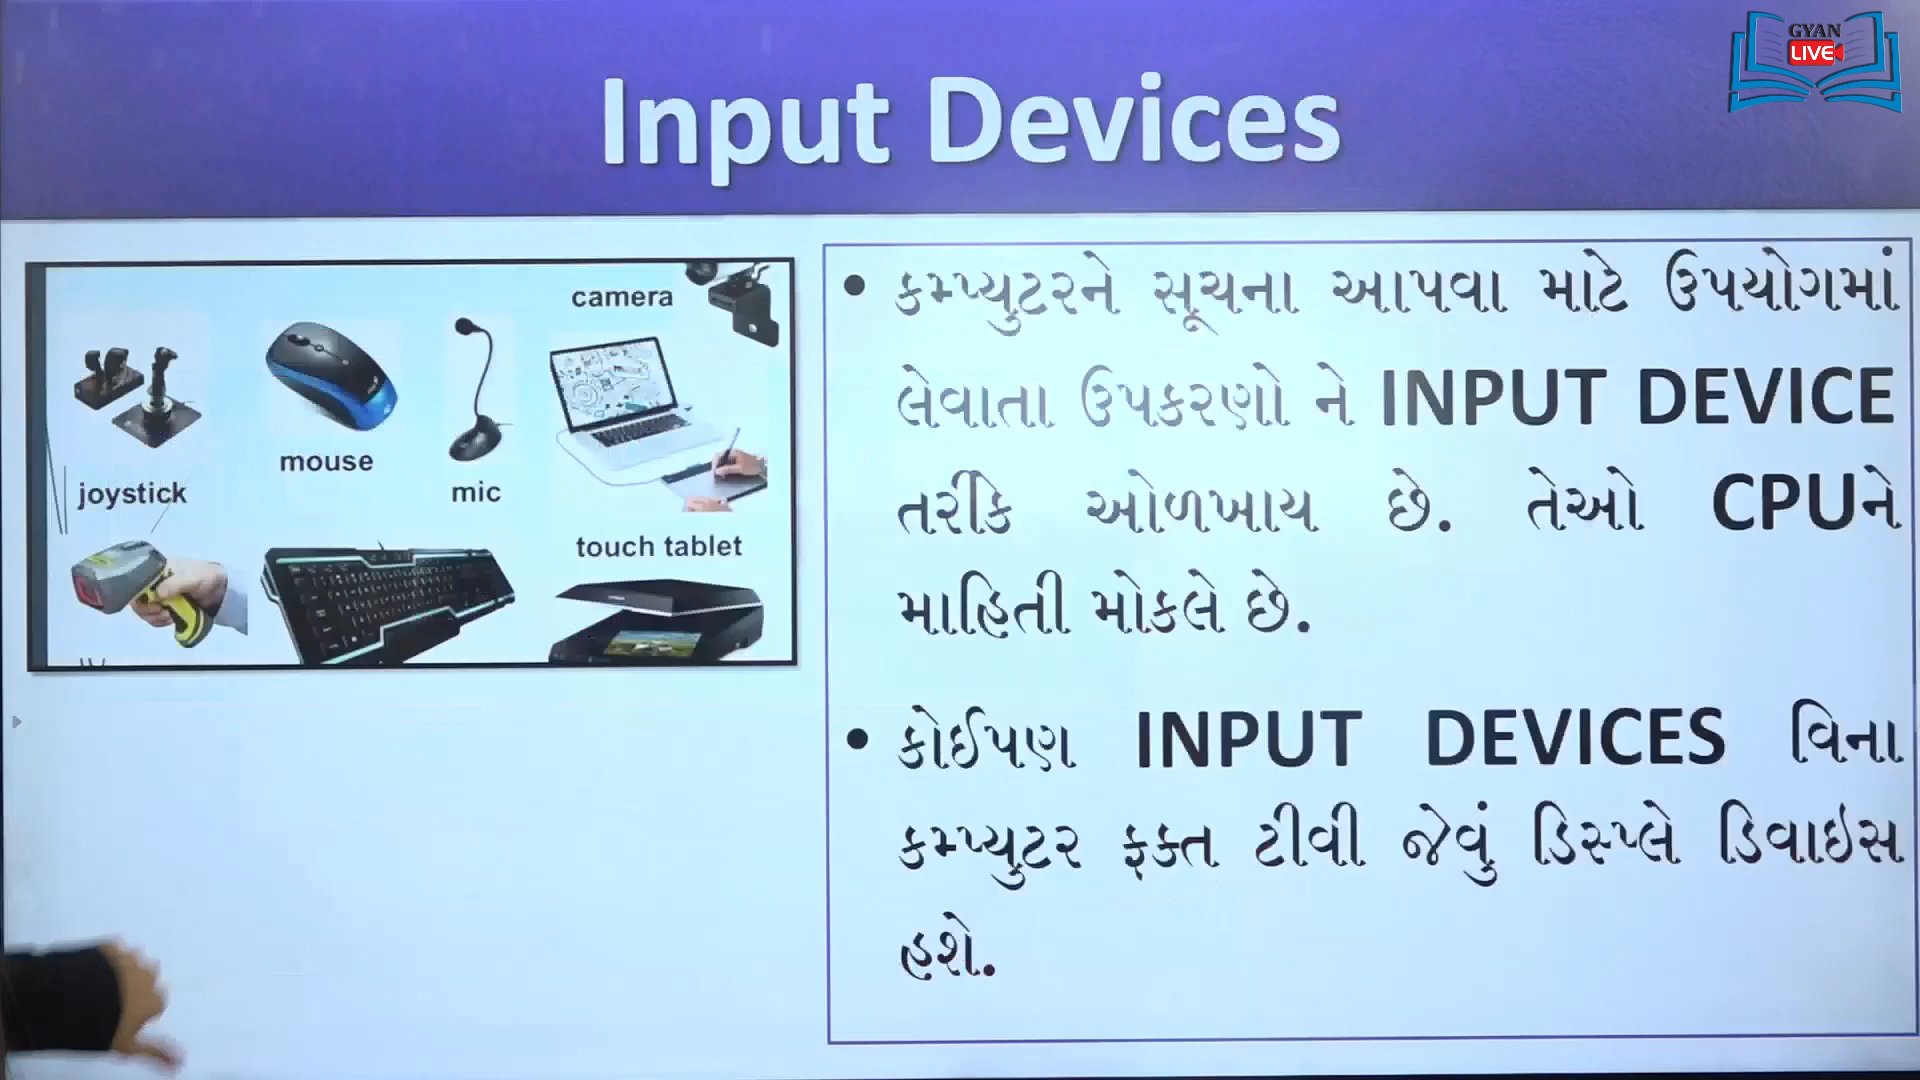 GYAN
LIVE
Input Devices
camera
mouse
joystick
mic
touch tablet
• કમ્પ્યુટરને સૂચના આપવા માટે ઉપયોગમાં
લેવાતા ઉપકરણો ને INPUT DEVICE
તરીકે ઓળખાય છે. તેઓ CPUને
માહિતી મોકલે છે.
• કોઈપણ INPUT DEVICES વિના
કમ્પ્યુટર ફક્ત ટીવી જેવું ડિસ્પ્લે ડિવાઇસ
હશે.